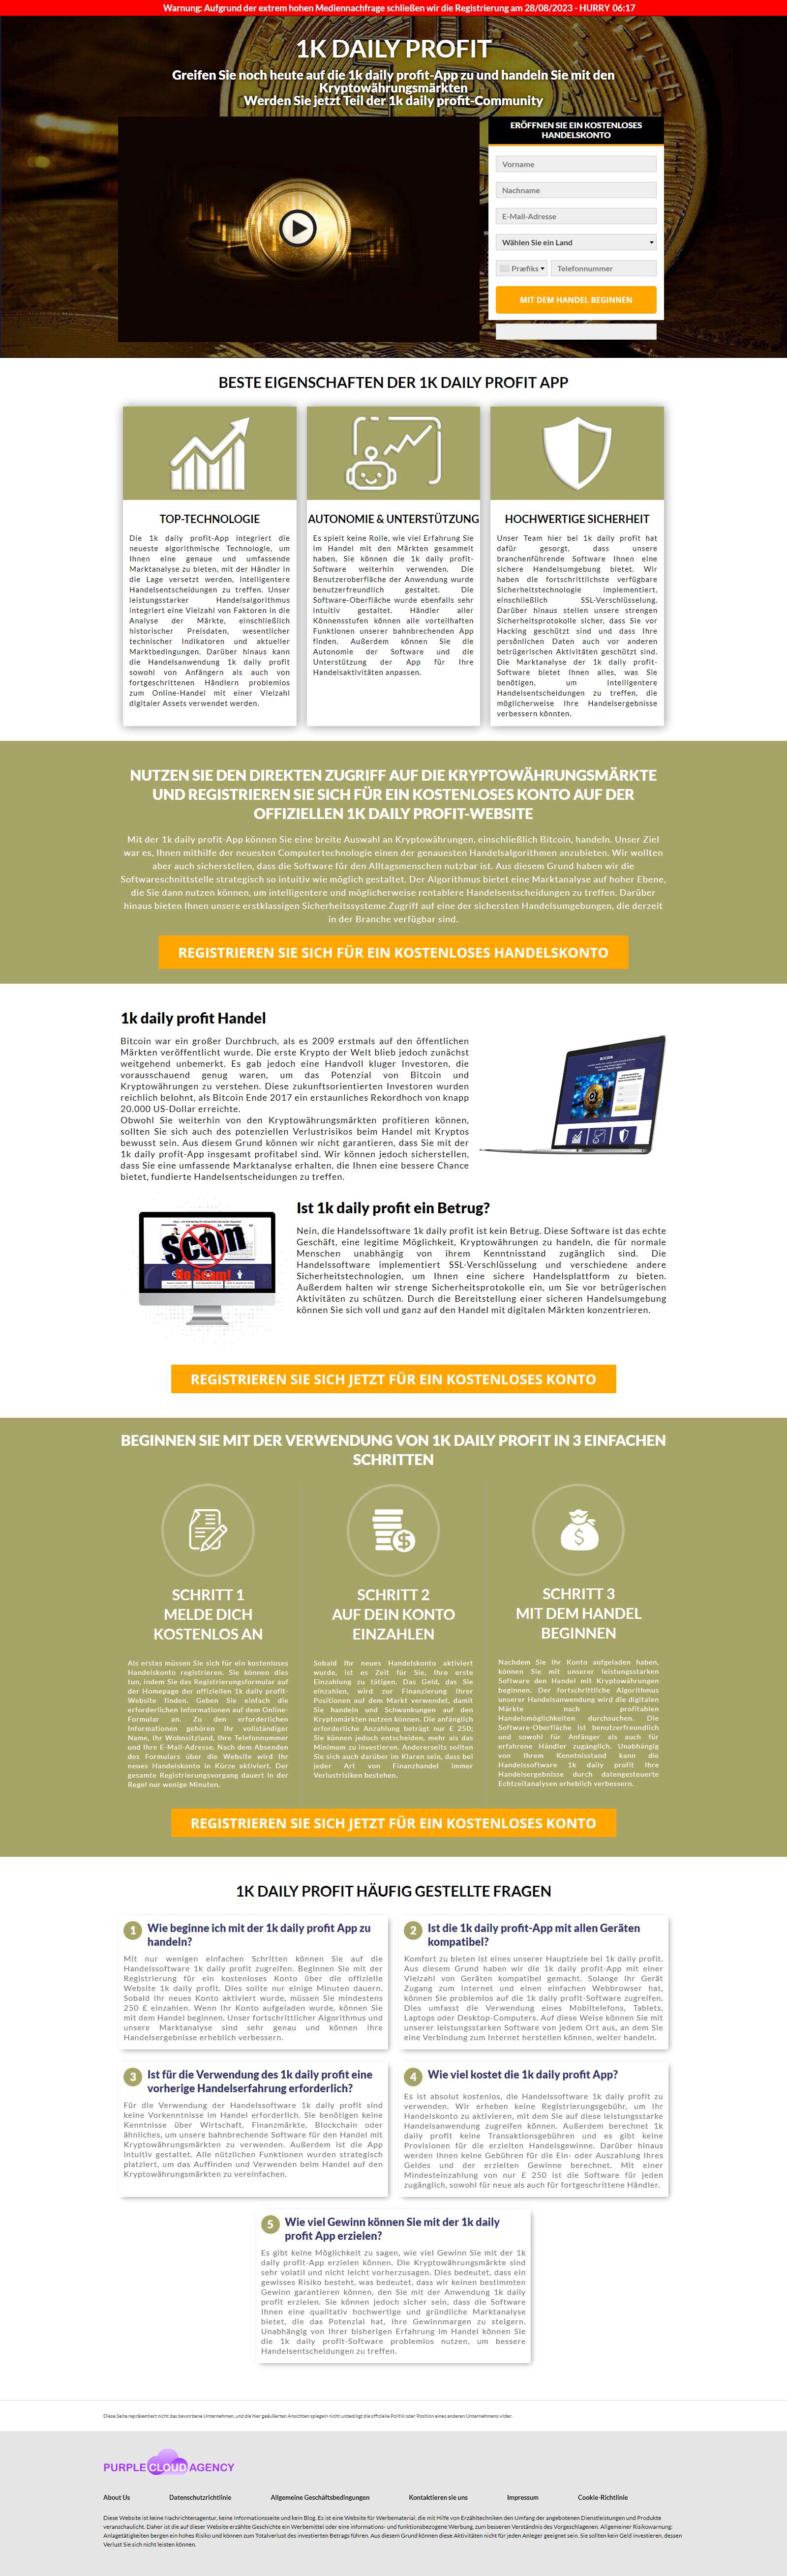 Warnung: Aufgrund der extrem hohen Mediennachfrage schließen wir die Registrierung am 28/08/2023 - HURRY 06:17
1K DAILY PROFIT
Greifen Sie noch heute auf die 1k daily profit-App zu und handeln Sie mit den
Kryptowährungsmärkten
Werden Sie jetzt Teil der 1k daily profit-Community
ERÖFFNEN SIE EIN KOSTENLOSES
HANDELSKONTO
Vorname
Nachname
E-Mail-Adresse
Wählen Sie ein Land
Præfiks
Telefonnummer
MIT DEM HANDEL BEGINNEN
BESTE EIGENSCHAFTEN DER 1K DAILY PROFIT APP
TOP-TECHNOLOGIE
Die 1k daily profit-App integriert die
neueste algorithmische Technologie, um
Ihnen eine genaue und umfassende
Marktanalyse zu bieten, mit der Händler in
die Lage versetzt werden, intelligentere
Handelsentscheidungen zu treffen. Unser
leistungsstarker Handelsalgorithmus
integriert eine Vielzahl von Faktoren in die
Analyse der Märkte, einschließlich
historischer Preisdaten, wesentlicher
technischer Indikatoren und aktueller
Marktbedingungen. Darüber hinaus kann
die Handelsanwendung 1k daily profit
sowohl von Anfängern als auch von
fortgeschrittenen Händlern problemlos
zum Online-Handel mit einer Vielzahl
digitaler Assets verwendet werden.
AUTONOMIE & UNTERSTÜTZUNG
Es spielt keine Rolle, wie viel Erfahrung Sie
im Handel mit den Märkten gesammelt
haben, Sie können die 1k daily profit-
Software weiterhin verwenden. Die
Benutzeroberfläche der Anwendung wurde
benutzerfreundlich gestaltet. Die
Software-Oberfläche wurde ebenfalls sehr
intuitiv gestaltet. Händler aller
Könnensstufen können alle vorteilhaften
Funktionen unserer bahnbrechenden App
finden. Außerdem können Sie die
Autonomie der Software und die
Unterstützung der App für Ihre
Handelsaktivitäten anpassen.
HOCHWERTIGE SICHERHEIT
Unser Team hier bei 1k daily profit hat
dafür gesorgt, dass unsere
branchenführende Software Ihnen eine
sichere Handelsumgebung bietet. Wir
haben die fortschrittlichste verfügbare
Sicherheitstechnologie implementiert,
einschließlich SSL-Verschlüsselung.
Darüber hinaus stellen unsere strengen
Sicherheitsprotokolle sicher, dass Sie vor
Hacking geschützt sind und dass Ihre
persönlichen Daten auch vor anderen
betrügerischen Aktivitäten geschützt sind.
Die Marktanalyse der 1k daily profit-
Software bietet Ihnen alles, was Sie
benötigen, um intelligentere
Handelsentscheidungen zu treffen, die
möglicherweise Ihre Handelsergebnisse
verbessern könnten.
NUTZEN SIE DEN DIREKTEN ZUGRIFF AUF DIE KRYPTOWÄHRUNGSMÄRKTE
UND REGISTRIEREN SIE SICH FÜR EIN KOSTENLOSES KONTO AUF DER
OFFIZIELLEN 1K DAILY PROFIT-WEBSITE
Mit der 1k daily profit-App können Sie eine breite Auswahl an Kryptowährungen, einschließlich Bitcoin, handeln. Unser Ziel
war es, Ihnen mithilfe der neuesten Computertechnologie einen der genauesten Handelsalgorithmen anzubieten. Wir wollten
aber auch sicherstellen, dass die Software für den Alltagsmenschen nutzbar ist. Aus diesem Grund haben wir die
Softwareschnittstelle strategisch so intuitiv wie möglich gestaltet. Der Algorithmus bietet eine Marktanalyse auf hoher Ebene,
die Sie dann nutzen können, um intelligentere und möglicherweise rentablere Handelsentscheidungen zu treffen. Darüber
hinaus bieten Ihnen unsere erstklassigen Sicherheitssysteme Zugriff auf eine der sichersten Handelsumgebungen, die derzeit
in der Branche verfügbar sind.
REGISTRIEREN SIE SICH FÜR EIN KOSTENLOSES HANDELSKONTO
1k daily profit Handel
Bitcoin war ein großer Durchbruch, als es 2009 erstmals auf den öffentlichen
Märkten veröffentlicht wurde. Die erste Krypto der Welt blieb jedoch zunächst
weitgehend unbemerkt. Es gab jedoch eine Handvoll kluger Investoren, die
vorausschauend genug waren, um das Potenzial von Bitcoin und
Kryptowährungen zu verstehen. Diese zukunftsorientierten Investoren wurden
reichlich belohnt, als Bitcoin Ende 2017 ein erstaunliches Rekordhoch von knapp
20.000 US-Dollar erreichte.
Obwohl Sie weiterhin von den Kryptowährungsmärkten profitieren können,
sollten Sie sich auch des potenziellen Verlustrisikos beim Handel mit Kryptos
bewusst sein. Aus diesem Grund können wir nicht garantieren, dass Sie mit der
1k daily profit-App insgesamt profitabel sind. Wir können jedoch sicherstellen,
dass Sie eine umfassende Marktanalyse erhalten, die Ihnen eine bessere Chance
bietet, fundierte Handelsentscheidungen zu treffen.
BITCOIN
Scam
No Scam!
Ist 1k daily profit ein Betrug?
Nein, die Handelssoftware 1k daily profit ist kein Betrug. Diese Software ist das echte
Geschäft, eine legitime Möglichkeit, Kryptowährungen zu handeln, die für normale
Menschen unabhängig von ihrem Kenntnisstand zugänglich sind. Die
Handelssoftware implementiert SSL-Verschlüsselung und verschiedene andere
Sicherheitstechnologien, um Ihnen eine sichere Handelsplattform zu bieten.
Außerdem halten wir strenge Sicherheitsprotokolle ein, um Sie vor betrügerischen
Aktivitäten zu schützen. Durch die Bereitstellung einer sicheren Handelsumgebung
können Sie sich voll und ganz auf den Handel mit digitalen Märkten konzentrieren.
REGISTRIEREN SIE SICH JETZT FÜR EIN KOSTENLOSES KONTO
BEGINNEN SIE MIT DER VERWENDUNG VON 1K DAILY PROFIT IN 3 EINFACHEN
SCHRITTEN
SCHRITT 1
MELDE DICH
KOSTENLOS AN
Als erstes müssen Sie sich für ein kostenloses
Handelskonto registrieren. Sie können dies
tun, indem Sie das Registrierungsformular auf
der Homepage der offiziellen 1k daily profit-
Website finden. Geben Sie einfach die
erforderlichen Informationen auf dem Online-
Formular an. Zu den erforderlichen
Informationen gehören Ihr vollständiger
Name, Ihr Wohnsitzland, Ihre Telefonnummer
und Ihre E-Mail-Adresse. Nach dem Absenden
des Formulars über die Website wird Ihr
neues Handelskonto in Kürze aktiviert. Der
gesamte Registrierungsvorgang dauert in der
Regel nur wenige Minuten.
SCHRITT 2
AUF DEIN KONTO
EINZAHLEN
Sobald Ihr neues Handelskonto aktiviert
wurde, ist es Zeit für Sie, Ihre erste
Einzahlung zu tätigen. Das Geld, das Sie
einzahlen, wird zur Finanzierung Ihrer
Positionen auf dem Markt verwendet, damit
Sie handeln und Schwankungen auf den
Kryptomärkten nutzen können. Die anfänglich
erforderliche Anzahlung beträgt nur £ 250;
Sie können jedoch entscheiden, mehr als das
Minimum zu investieren. Andererseits sollten
Sie sich auch darüber im Klaren sein, dass bei
jeder Art von Finanzhandel immer
Verlustrisiken bestehen.
SCHRITT 3
MIT DEM HANDEL
BEGINNEN
Nachdem Sie Ihr Konto aufgeladen haben,
können Sie mit unserer leistungsstarken
Software den Handel mit Kryptowährungen
beginnen. Der fortschrittliche Algorithmus
unserer Handelsanwendung wird die digitalen
Märkte nach profitablen
Handelsmöglichkeiten durchsuchen. Die
Software-Oberfläche ist benutzerfreundlich
und sowohl für Anfänger als auch für
erfahrene Händler zugänglich. Unabhängig
von Ihrem Kenntnisstand kann die
Handelssoftware 1k daily profit Ihre
Handelsergebnisse durch datengesteuerte
Echtzeitanalysen erheblich verbessern.
REGISTRIEREN SIE SICH JETZT FÜR EIN KOSTENLOSES KONTO
1K DAILY PROFIT HÄUFIG GESTELLTE FRAGEN
1 Wie beginne ich mit der 1k daily profit App zu
handeln?
Mit nur wenigen einfachen Schritten können Sie auf die
Handelssoftware 1k daily profit zugreifen. Beginnen Sie mit der
Registrierung für ein kostenloses Konto über die offizielle
Website 1k daily profit. Dies sollte nur einige Minuten dauern.
Sobald Ihr neues Konto aktiviert wurde, müssen Sie mindestens
250 £ einzahlen. Wenn Ihr Konto aufgeladen wurde, können Sie
mit dem Handel beginnen. Unser fortschrittlicher Algorithmus und
unsere Marktanalyse sind sehr genau und können Ihre
Handelsergebnisse erheblich verbessern.
2 Ist die 1k daily profit-App mit allen Geräten
kompatibel?
Komfort zu bieten ist eines unserer Hauptziele bei 1k daily profit.
Aus diesem Grund haben wir die 1k daily profit-App mit einer
Vielzahl von Geräten kompatibel gemacht. Solange Ihr Gerät
Zugang zum Internet und einen einfachen Webbrowser hat,
können Sie problemlos auf die 1k daily profit-Software zugreifen.
Dies umfasst die Verwendung eines Mobiltelefons, Tablets,
Laptops oder Desktop-Computers. Auf diese Weise können Sie mit
unserer leistungsstarken Software von jedem Ort aus, an dem Sie
eine Verbindung zum Internet herstellen können, weiter handeln.
3 Ist für die Verwendung des 1k daily profit eine
vorherige Handelserfahrung erforderlich?
Für die Verwendung der Handelssoftware 1k daily profit sind
keine Vorkenntnisse im Handel erforderlich. Sie benötigen keine
Kenntnisse über Wirtschaft, Finanzmärkte, Blockchain oder
ähnliches, um unsere bahnbrechende Software für den Handel mit
Kryptowährungsmärkten zu verwenden. Außerdem ist die App
intuitiv gestaltet. Alle nützlichen Funktionen wurden strategisch
platziert, um das Auffinden und Verwenden beim Handel auf den
Kryptowährungsmärkten zu vereinfachen.
4 Wie viel kostet die 1k daily profit App?
Es ist absolut kostenlos, die Handelssoftware 1k daily profit zu
verwenden. Wir erheben keine Registrierungsgebühr, um Ihr
Handelskonto zu aktivieren, mit dem Sie auf diese leistungsstarke
Handelsanwendung zugreifen können. Außerdem berechnet 1k
daily profit keine Transaktionsgebühren und es gibt keine
Provisionen für die erzielten Handelsgewinne. Darüber hinaus
werden Ihnen keine Gebühren für die Ein- oder Auszahlung Ihres
Geldes und der erzielten Gewinne berechnet. Mit einer
Mindesteinzahlung von nur £ 250 ist die Software für jeden
zugänglich, sowohl für neue als auch für fortgeschrittene Händler.
5 Wie viel Gewinn können Sie mit der 1k daily
profit App erzielen?
Es gibt keine Möglichkeit zu sagen, wie viel Gewinn Sie mit der 1k
daily profit-App erzielen können. Die Kryptowährungsmärkte sind
sehr volatil und nicht leicht vorherzusagen. Dies bedeutet, dass ein
gewisses Risiko besteht, was bedeutet, dass wir keinen bestimmten
Gewinn garantieren können, den Sie mit der Anwendung 1k daily
profit erzielen. Sie können jedoch sicher sein, dass die Software
Ihnen eine qualitativ hochwertige und gründliche Marktanalyse
bietet, die das Potenzial hat, Ihre Gewinnmargen zu steigern.
Unabhängig von Ihrer bisherigen Erfahrung im Handel können Sie
die 1k daily profit-Software problemlos nutzen, um bessere
Handelsentscheidungen zu treffen.
Diese Seite repräsentiert nicht das beworbene Unternehmen, und die hier geäußerten Ansichten spiegeln nicht unbedingt die offizielle Politik oder Position eines anderen Unternehmens wider.
PURPLE CLOUD AGENCY
About Us
Datenschutzrichtlinie
Allgemeine Geschäftsbedingungen
Kontaktieren sie uns
Impressum
Cookie-Richtlinie
Diese Website ist keine Nachrichtenagentur, keine Informationsseite und kein Blog. Es ist eine Website für Werbematerial, die mit Hilfe von Erzähltechniken den Umfang der angebotenen Dienstleistungen und Produkte
veranschaulicht. Daher ist die auf dieser Website erzählte Geschichte ein Werbemittel oder eine informations- und funktionsbezogene Werbung, zum besseren Verständnis des Vorgeschlagenen. Allgemeiner Risikowarnung:
Anlagetätigkeiten bergen ein hohes Risiko und können zum Totalverlust des investierten Betrags führen. Aus diesem Grund können diese Aktivitäten nicht für jeden Anleger geeignet sein. Sie sollten kein Geld investieren, dessen
Verlust Sie sich nicht leisten können.